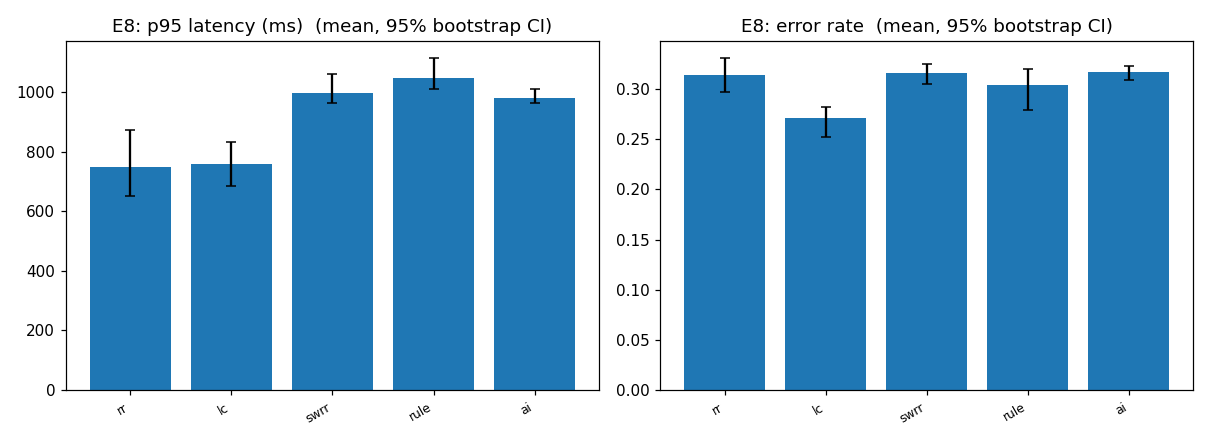 E8: p95 latency (ms)  (mean, 95% bootstrap CI)
1000
800
600
400
200
0
rr
lc
swrr
rule
ai
E8: error rate  (mean, 95% bootstrap CI)
0.30
0.25
0.20
0.15
0.10
0.05
0.00
rr
lc
swrr
rule
ai